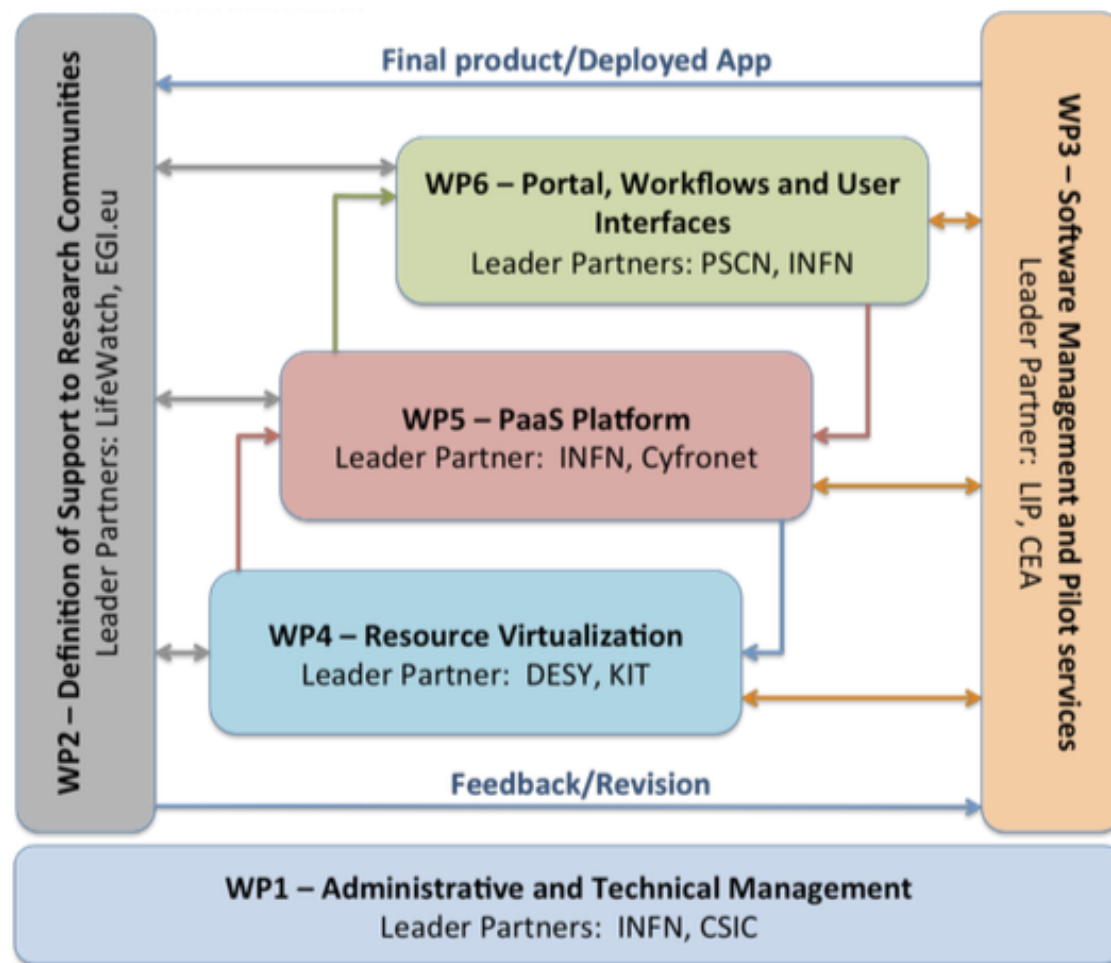 Final product/Deployed App
WP2 – Definition of Support to Research Communities
Leader Partners: LifeWatch, EGI.eu
WP6 – Portal, Workflows and User
Interfaces
Leader Partners: PSCN, INFN
WP5 – PaaS Platform
Leader Partner: INFN, Cyfronet
WP4 – Resource Virtualization
Leader Partner: DESY, KIT
WP3 – Software Management and Pilot services
Leader Partner: LIP, CEA
Feedback/Revision
WP1 – Administrative and Technical Management
Leader Partners: INFN, CSIC